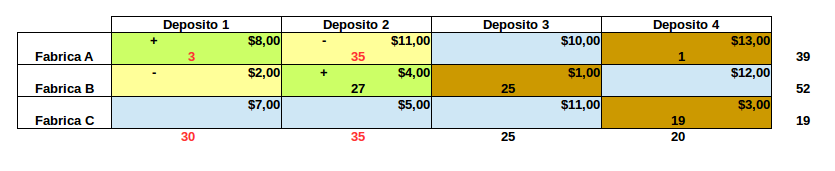 Deposito 1 Deposito 2 Deposito 3 Deposito 4
+ $8,00 - $11,00 $10,00 $13,00
Fabrica A 3 35 1 39
- $2,00 + $4,00 $1,00 $12,00
Fabrica B 27 25 52
$7,00 $5,00 $11,00 $3,00
Fabrica C 19 19
30 35 25 20